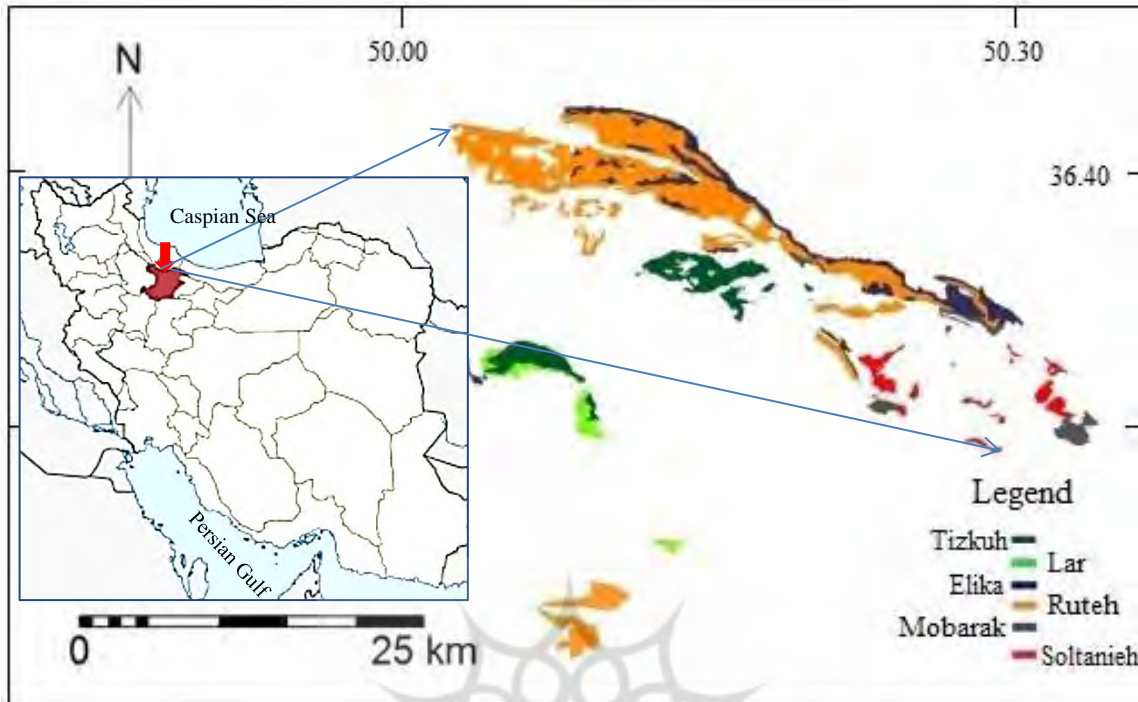 50.00
50.30
N
36.40
Caspian Sea
Persian Gulf
Legend
Tizkuh
Lar
Elika
Ruteh
Mobarak
Soltanieh
0
25 km